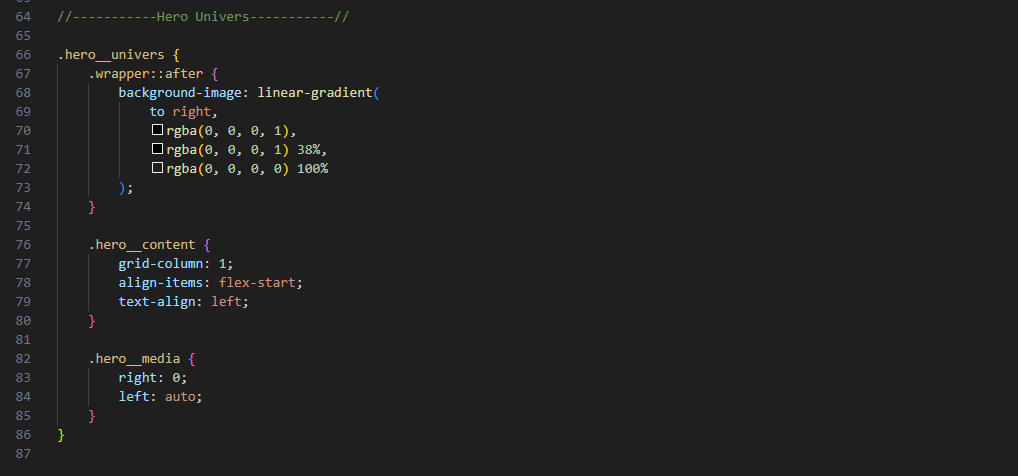 64 //-----------Hero Univers-----------//
65
66 .hero__univers {
67     .wrapper::after {
68         background-image: linear-gradient(
69             to right,
70             rgba(0, 0, 0, 1),
71             rgba(0, 0, 0, 1) 38%,
72             rgba(0, 0, 0, 0) 100%
73         );
74     }
75
76     .hero__content {
77         grid-column: 1;
78         align-items: flex-start;
79         text-align: left;
80     }
81
82     .hero__media {
83         right: 0;
84         left: auto;
85     }
86 }
87